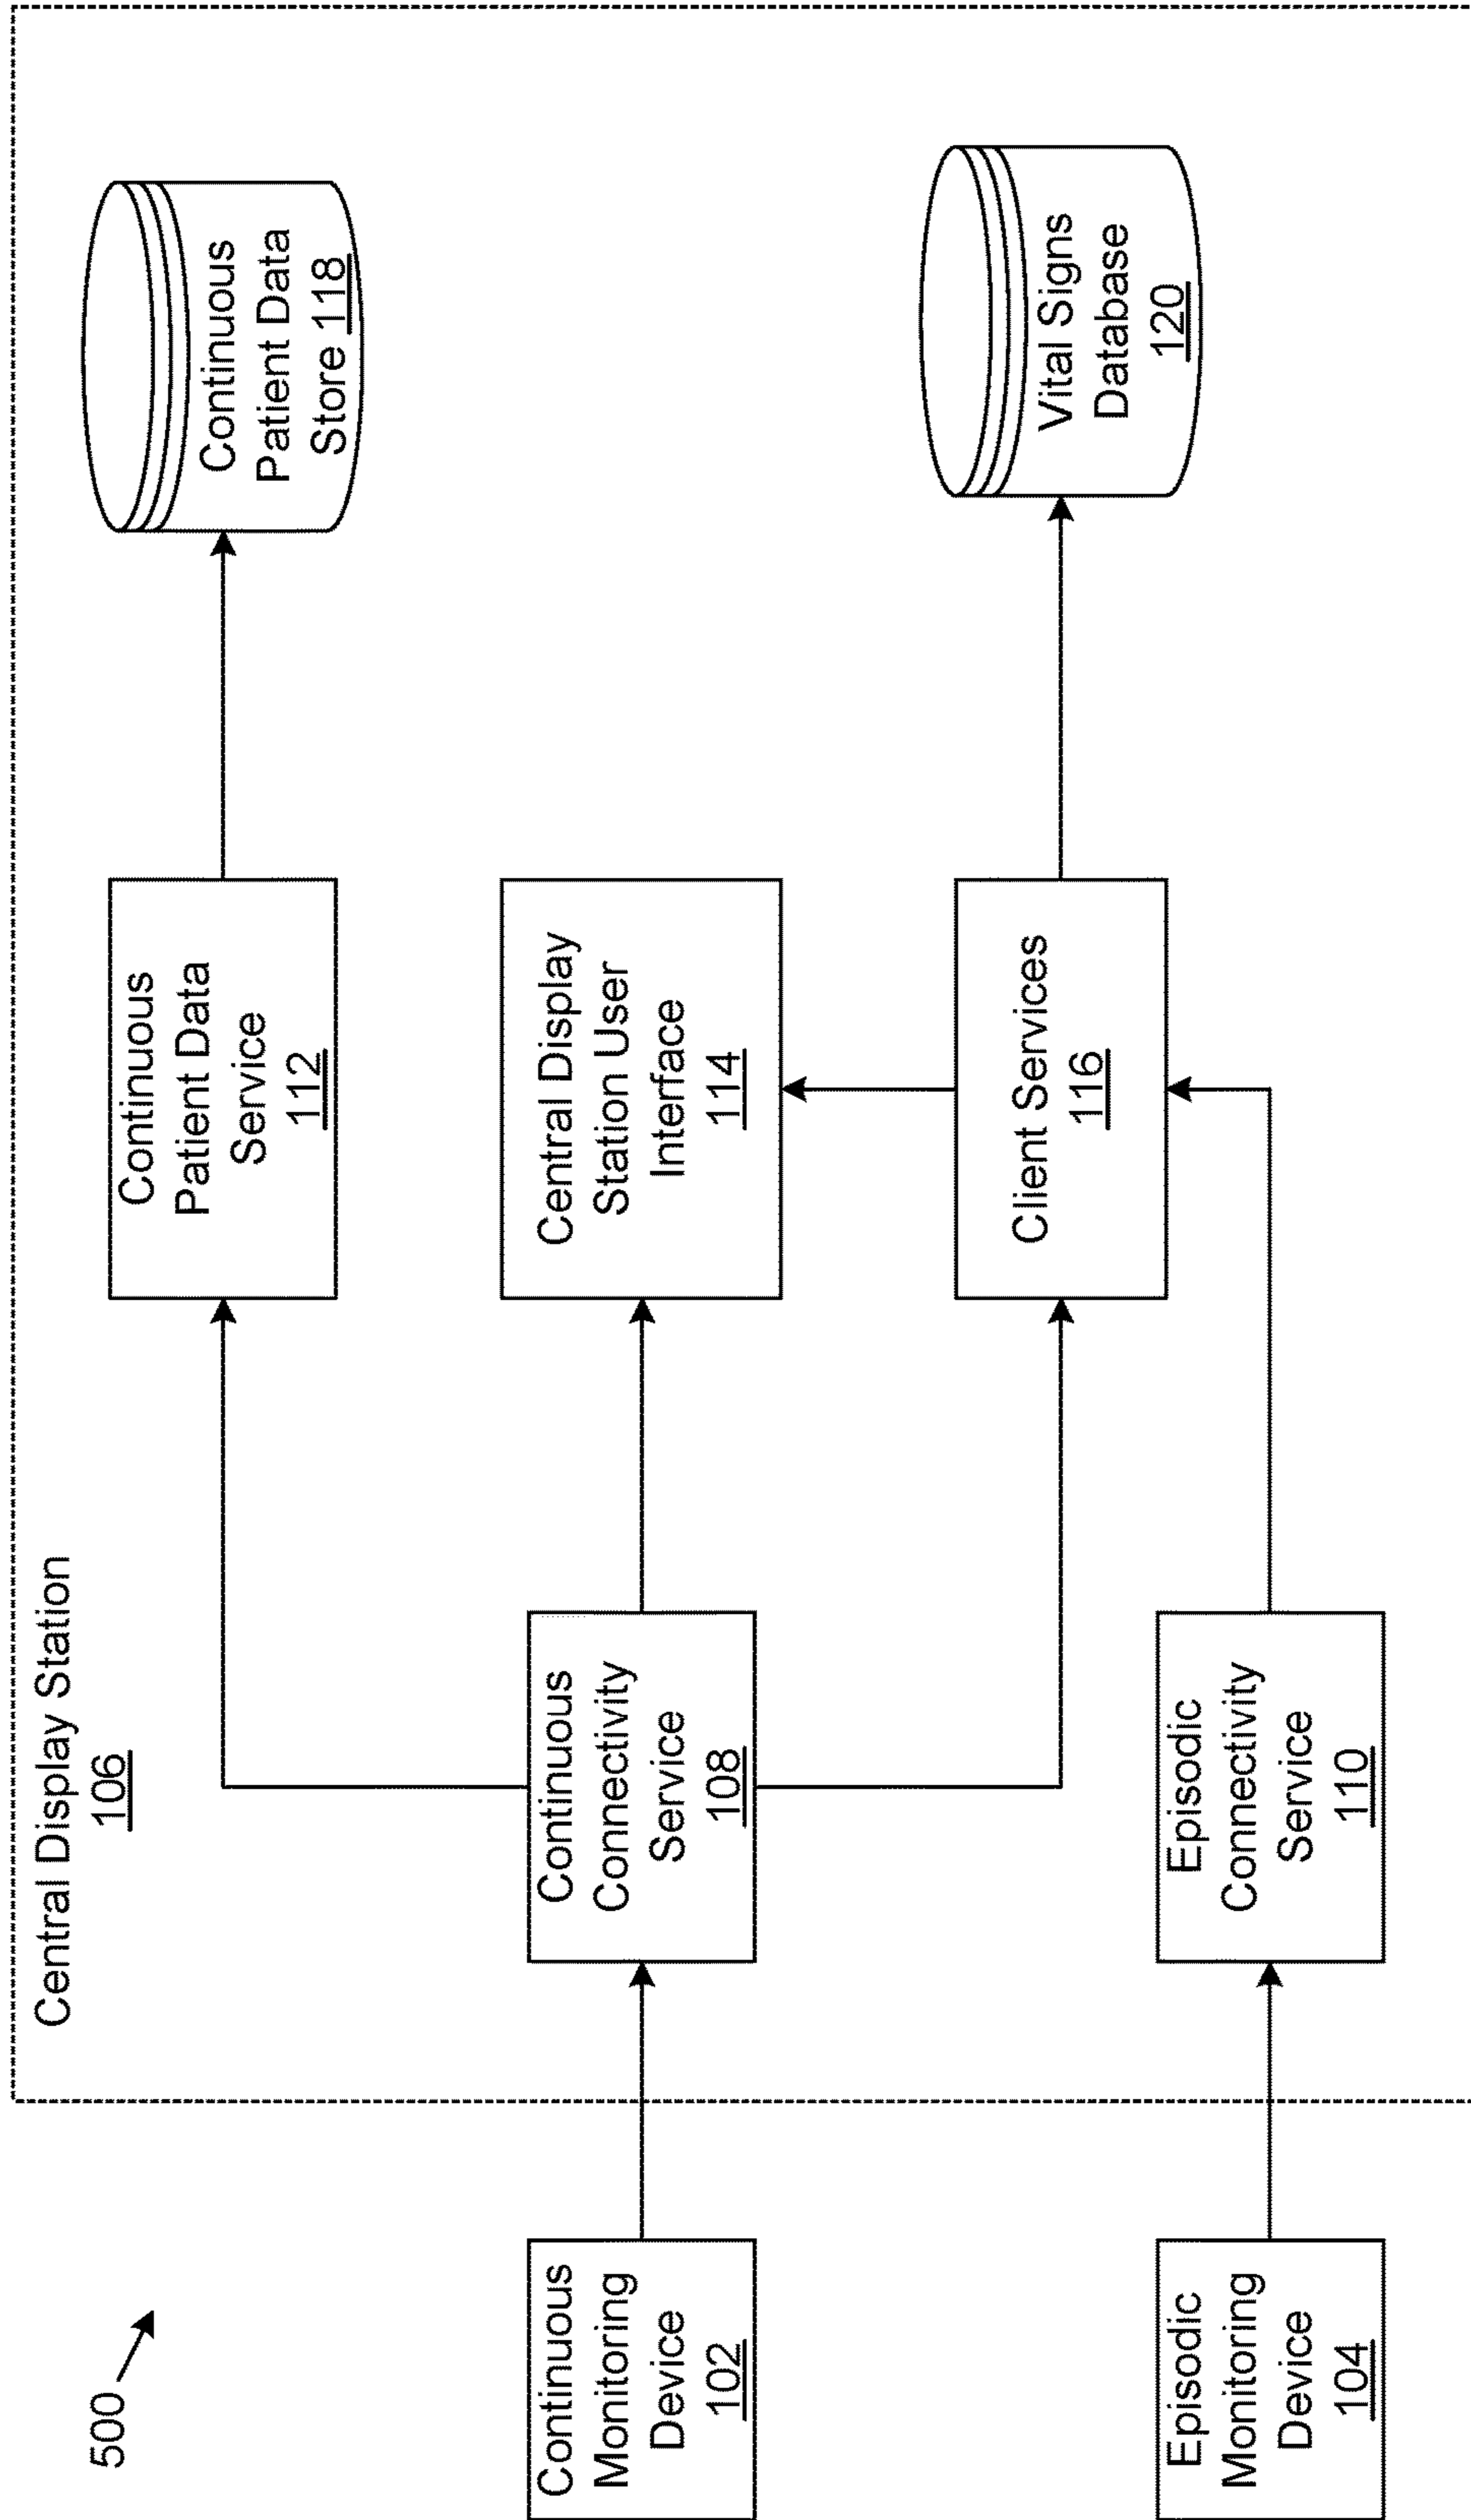 500
Central Display Station
106
Continuous
Monitoring
Device
102
Continuous
Connectivity
Service
108
Continuous
Patient Data
Service
112
Continuous
Patient Data
Store 118
Central Display
Station User
Interface
114
Episodic
Monitoring
Device
104
Episodic
Connectivity
Service
110
Client Services
116
Vital Signs
Database
120